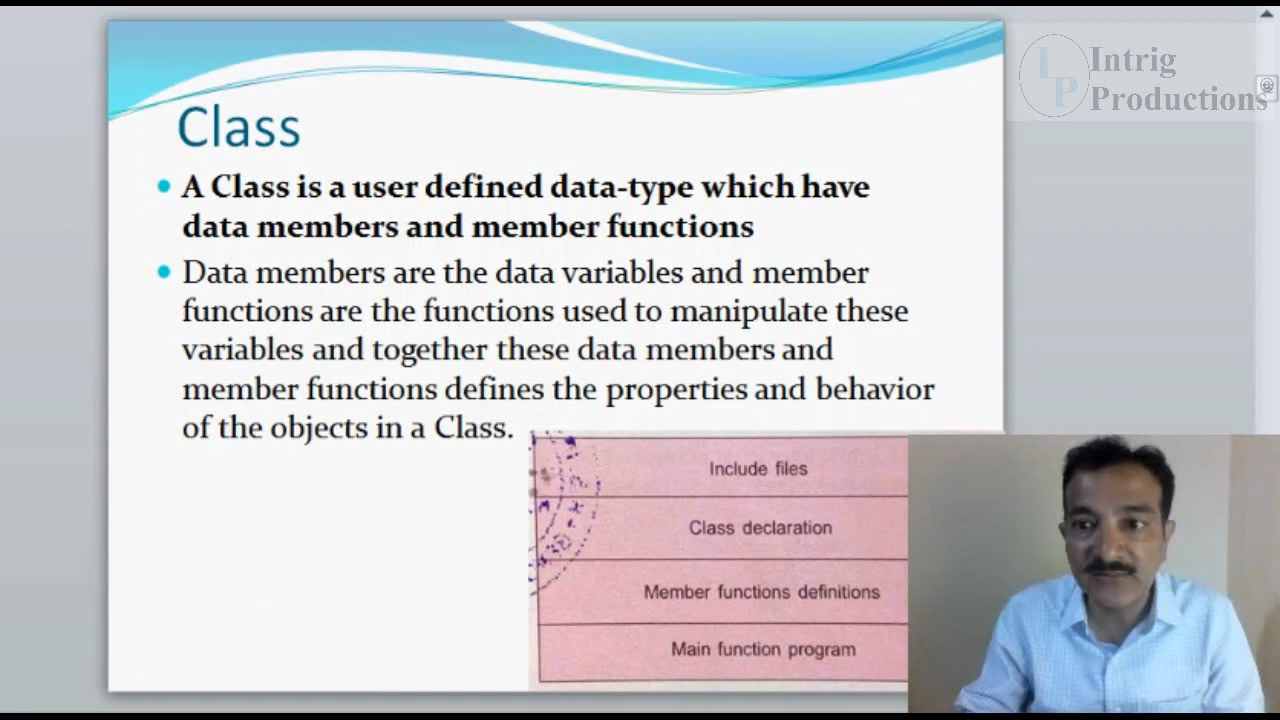 Intrig
Productions
Class
A Class is a user defined data-type which have
data members and member functions
Data members are the data variables and member
functions are the functions used to manipulate these
variables and together these data members and
member functions defines the properties and behavior
of the objects in a Class.
Include files
Class declaration
Member functions definitions
Main function program